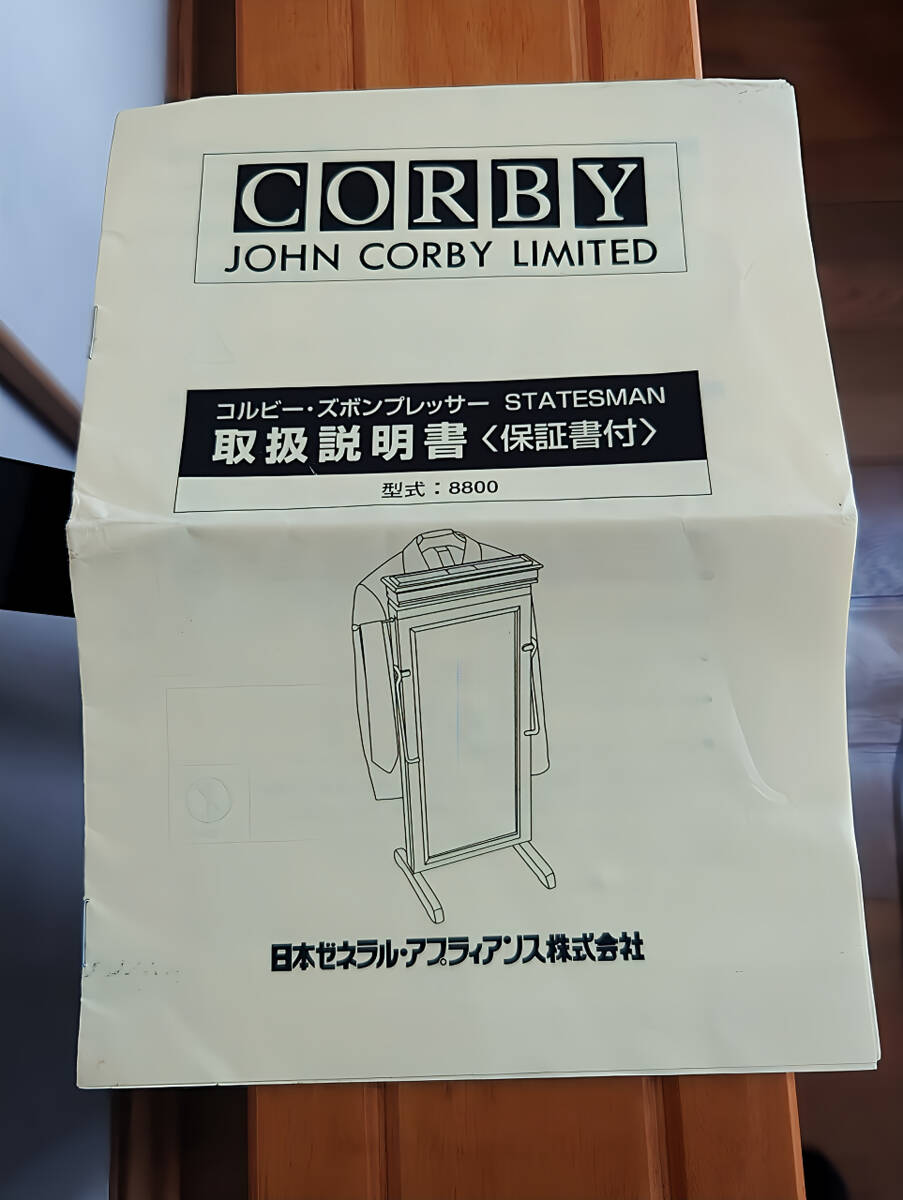 CORBY
JOHN CORBY LIMITED
コルビー・ズボンプレッサー STATESMAN
取扱説明書〈保証書付〉
型式：8800
日本ゼネラル・アプライアンス株式会社